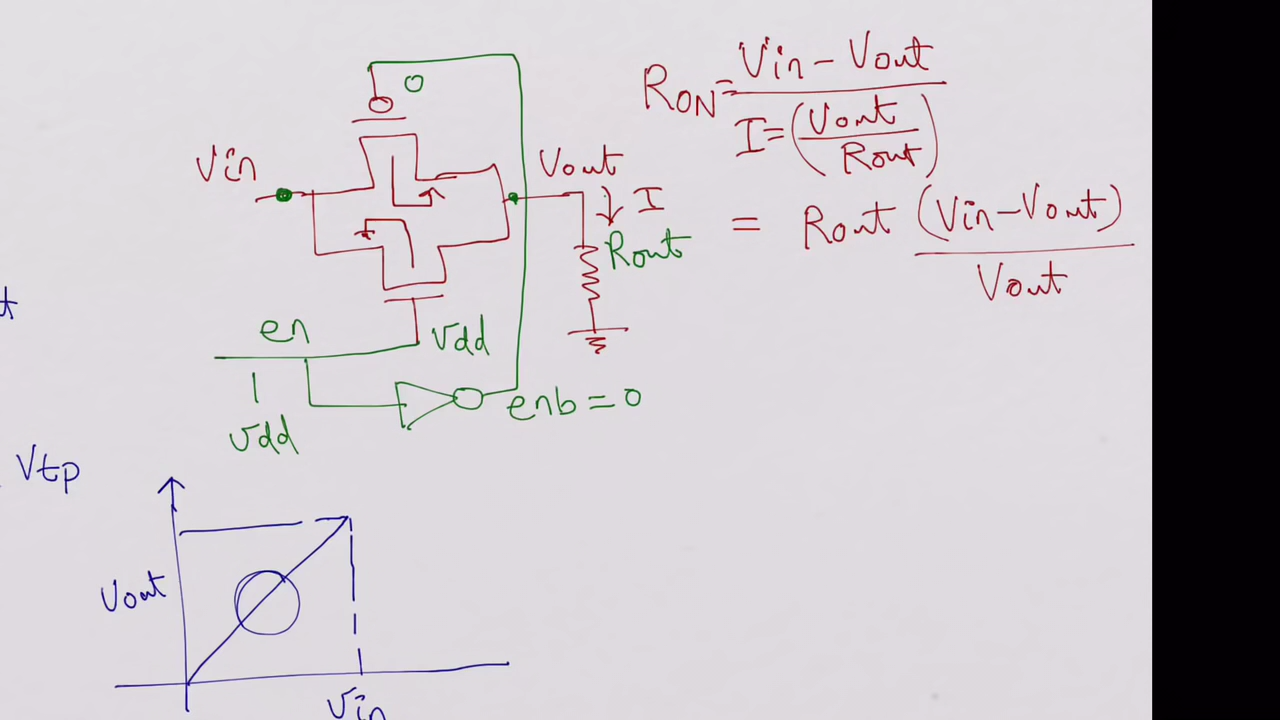 0
Vin
Vout
I
Rout
en
Vdd
Vdd
enb = 0
RON = Vin - Vout
I = (Vout
Rout)
= Rout (Vin - Vout)
Vout
t
Vtp
Vout
Vin